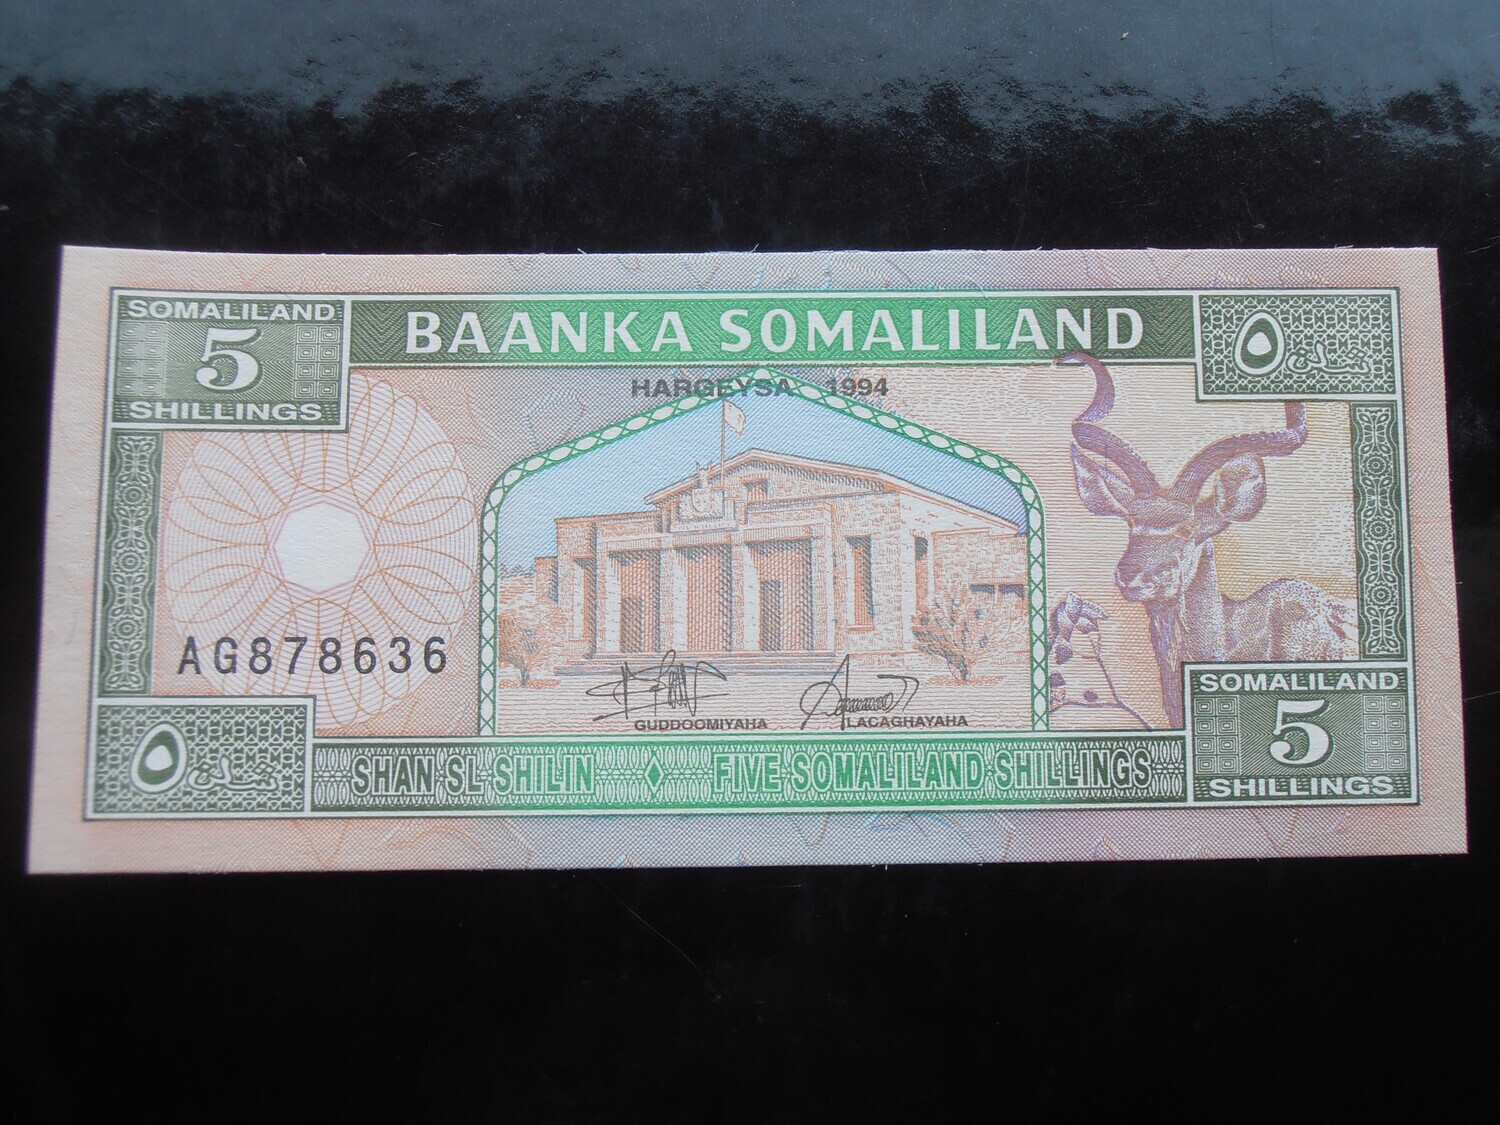 SOMALILAND
5
SHILLINGS
BAANKA SOMALILAND
٥ شلن
HARGEYSA 1994
AG878636
GUDDOOMIYAHA
LACAGHAYAHA
٥ شلن
SHAN SL SHILIN
FIVE SOMALILAND SHILLINGS
SOMALILAND
5
SHILLINGS